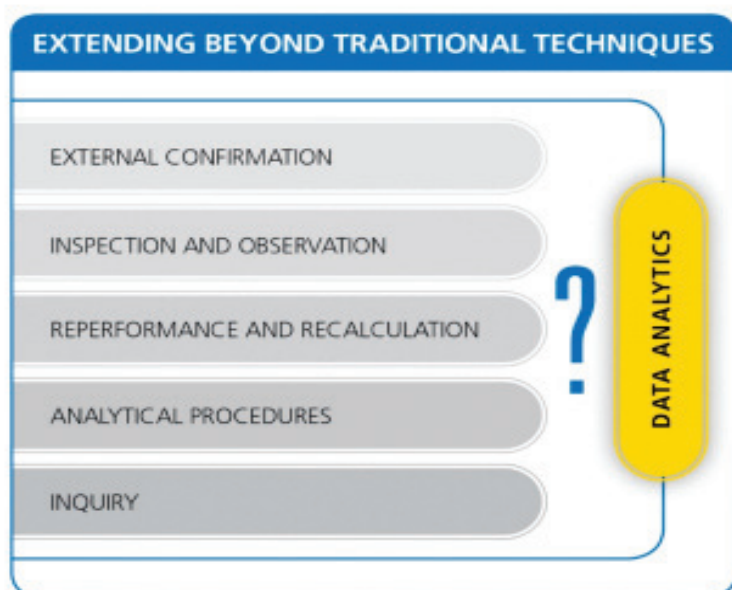 EXTENDING BEYOND TRADITIONAL TECHNIQUES
EXTERNAL CONFIRMATION
INSPECTION AND OBSERVATION
REPERFORMANCE AND RECALCULATION
ANALYTICAL PROCEDURES
INQUIRY
?
DATA ANALYTICS